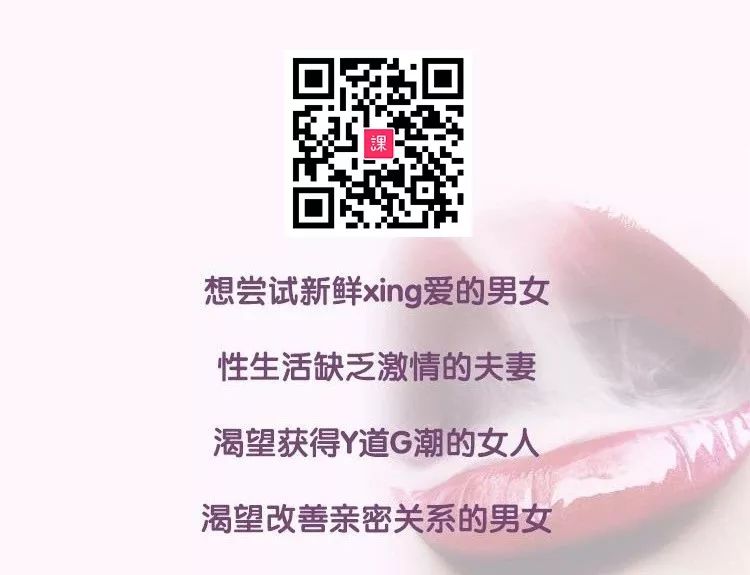 課
想尝试新鲜xing爱的男女
性生活缺乏激情的夫妻
渴望获得Y道G潮的女人
渴望改善亲密关系的男女